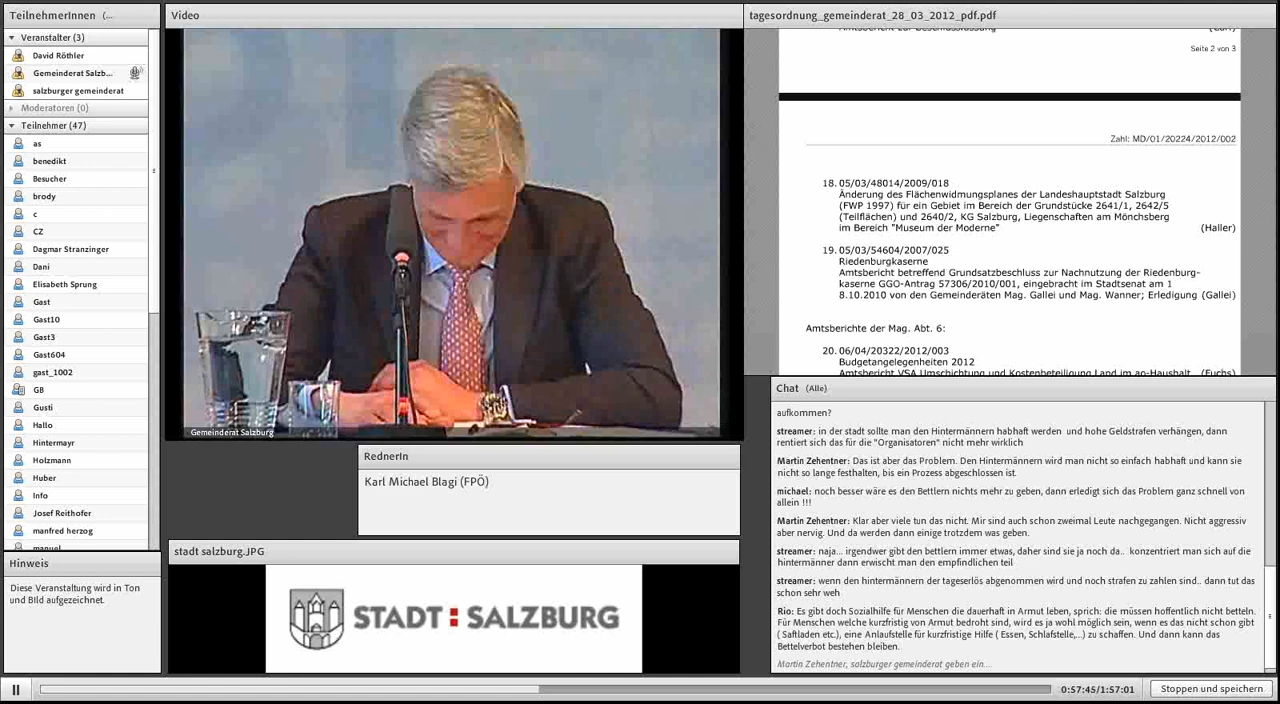 TeilnehmerInnen (...
Veranstalter (3)
David Röthler
Gemeinderat Salzb...
salzburger gemeinderat
Moderatoren (0)
Teilnehmer (47)
as
benedikt
Besucher
brody
c
CZ
Dagmar Stranzinger
Dani
Elisabeth Sprung
Gast
Gast10
Gast3
Gast604
gast_1002
GB
Gusti
Hallo
Hintermayr
Holzmann
Huber
Info
Josef Reithofer
manfred herzog
manuel
Hinweis
Diese Veranstaltung wird in Ton
und BIld aufgezeichnet.
Video
Gemeinderat Salzburg
RednerIn
Karl Michael Blagi (FPÖ)
stadt salzburg.JPG
STADT : SALZBURG
tagesordnung_gemeinderat_28_03_2012_pdf.pdf
Seite 2 von 3
Zahl: MD/01/20224/2012/002
18. 05/03/48014/2009/018
Änderung des Flächenwidmungsplanes der Landeshauptstadt Salzburg
(FWP 1997) für ein Gebiet im Bereich der Grundstücke 2641/1, 2642/5
(Teilflächen) und 2640/2, KG Salzburg, Liegenschaften am Mönchsberg
im Bereich "Museum der Moderne" (Haller)
19. 05/03/54604/2007/025
Riedenburgkaserne
Amtsbericht betreffend Grundsatzbeschluss zur Nachnutzung der Riedenburg-
kaserne GGO-Antrag 57306/2010/001, eingebracht im Stadtsenat am 1
8.10.2010 von den Gemeinderäten Mag. Gallei und Mag. Wanner; Erledigung (Gallei)
Amtsberichte der Mag. Abt. 6:
20. 06/04/20322/2012/003
Budgetangelegenheiten 2012
Amtsbericht VSA Umschichtung und Kostenbeteiligung Land im ao-Haushalt (Fuchs)
Chat (Alle)
aufkommen?
streamer: in der stadt sollte man den Hintermännern habhaft werden und hohe Geldstrafen verhängen, dann
rentiert sich das für die "Organisatoren" nicht mehr wirklich
Martin Zehentner: Das ist aber das Problem. Den Hintermännern wird man nicht so einfach habhaft und kann sie
nicht so lange festhalten, bis ein Prozess abgeschlossen ist.
michael: noch besser wäre es den Bettlern nichts mehr zu geben, dann erledigt sich das Problem ganz schnell von
allein !!!
Martin Zehentner: Klar aber viele tun das nicht. Mir sind auch schon zweimal Leute nachgegangen. Nicht aggressiv
aber nervig. Und da werden dann einige trotzdem was geben.
streamer: naja... irgendwer gibt den bettlern immer etwas, daher sind sie ja noch da.. konzentriert man sich auf die
hintermänner dann erwischt man den empfindlichen teil
streamer: wenn den hintermännern der tageserlös abgenommen wird und noch strafen zu zahlen sind.. dann tut das
schon sehr weh
Rio: Es gibt doch Sozialhilfe für Menschen die dauerhaft in Armut leben, sprich: die müssen hoffentlich nicht betteln.
Für Menschen welche kurzfristig von Armut bedroht sind, wird es ja wohl möglich sein, wenn es das nicht schon gibt
( Saftladen etc.), eine Anlaufstelle für kurzfristige Hilfe ( Essen, Schlafstelle,...) zu schaffen. Und dann kann das
Bettelverbot bestehen bleiben.
Martin Zehentner, salzburger gemeinderat geben ein....
0:57:45/1:57:01
Stoppen und speichern